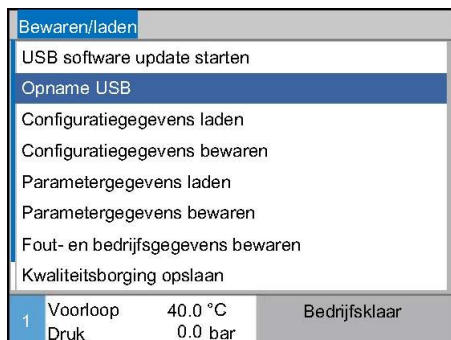 Bewaren/laden
USB software update starten
Opname USB
Configuratiegegevens laden
Configuratiegegevens bewaren
Parametergegevens laden
Parametergegevens bewaren
Fout- en bedrijfsgegevens bewaren
Kwaliteitsborging opslaan
1 Voorloop 40.0 °C Bedrijfsklaar
Druk 0.0 bar